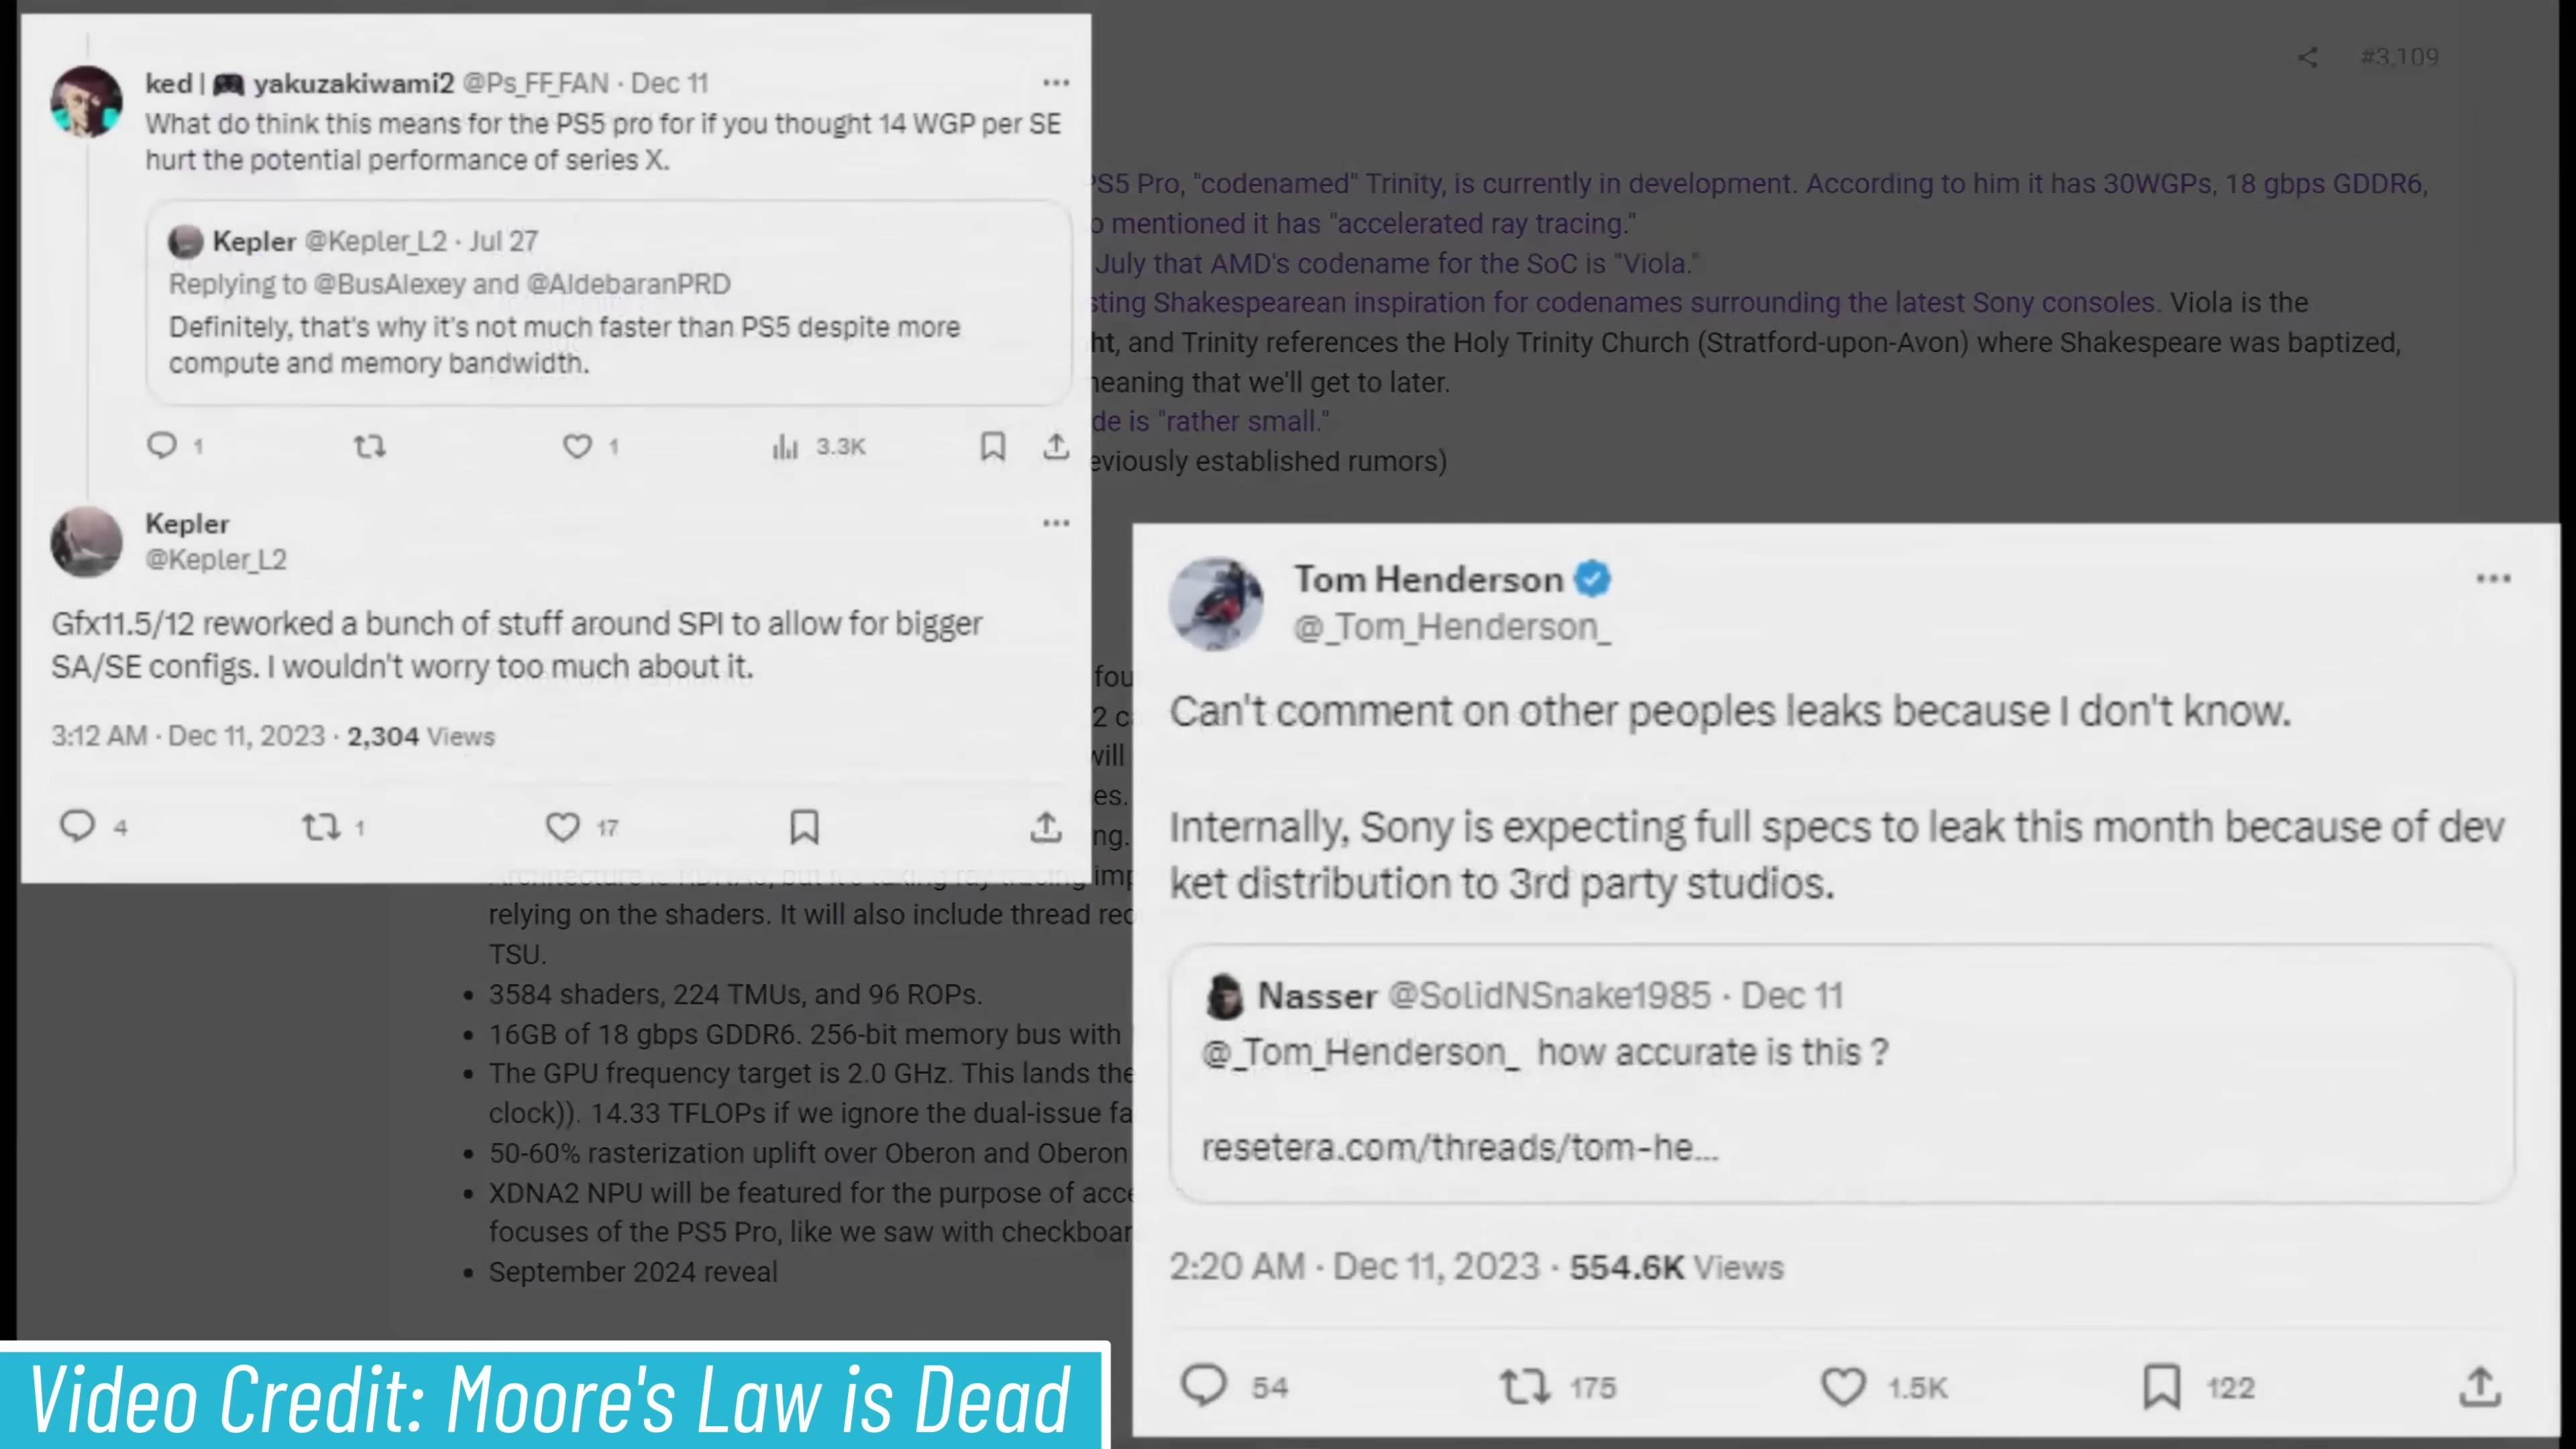 ked | yakuzakiwami2 @Ps_FF_FAN · Dec 11
What do think this means for the PS5 pro for if you thought 14 WGP per SE
hurt the potential performance of series X.
Kepler @Kepler_L2 · Jul 27
Replying to @BusAlexey and @AldebaranPRD
Definitely, that's why it's not much faster than PS5 despite more
compute and memory bandwidth.
1 1 3.3K
Kepler
@Kepler_L2
Gfx11.5/12 reworked a bunch of stuff around SPI to allow for bigger
SA/SE configs. I wouldn't worry too much about it.
3:12 AM · Dec 11, 2023 · 2,304 Views
4 1 17
#3,109
PS5 Pro, "codenamed" Trinity, is currently in development. According to him it has 30WGPs, 18 gbps GDDR6,
mentioned it has "accelerated ray tracing."
July that AMD's codename for the SoC is "Viola."
Shakespearean inspiration for codenames surrounding the latest Sony consoles. Viola is the
and Trinity references the Holy Trinity Church (Stratford-upon-Avon) where Shakespeare was baptized,
meaning that we'll get to later.
is "rather small."
established rumors)
will
relying on the shaders. It will also include thread
TSU.
• 3584 shaders, 224 TMUs, and 96 ROPs.
• 16GB of 18 gbps GDDR6. 256-bit memory bus with
• The GPU frequency target is 2.0 GHz. This lands the
clock)). 14.33 TFLOPs if we ignore the dual-issue
• 50-60% rasterization uplift over Oberon and Oberon
• XDNA2 NPU will be featured for the purpose of
focuses of the PS5 Pro, like we saw with
• September 2024 reveal
Tom Henderson
@_Tom_Henderson_
Can't comment on other peoples leaks because I don't know.
Internally, Sony is expecting full specs to leak this month because of dev
ket distribution to 3rd party studios.
Nasser @SolidNSnake1985 · Dec 11
@_Tom_Henderson_ how accurate is this ?
resetera.com/threads/tom-he...
2:20 AM · Dec 11, 2023 · 554.6K Views
54 175 1.5K 122
Video Credit: Moore's Law is Dead